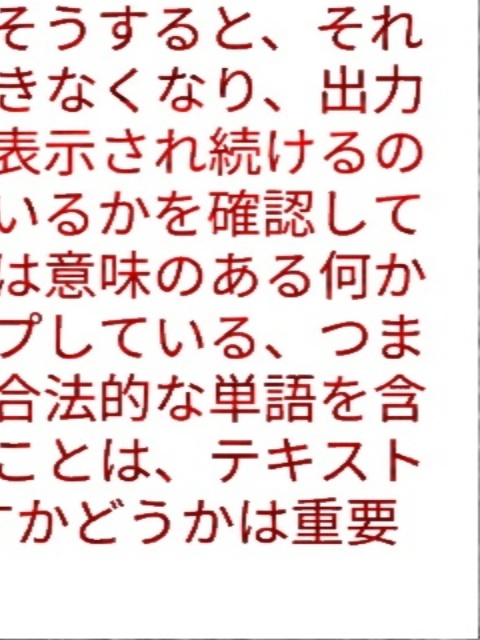 そうすると、それ
きなくなり、出力
表示され続けるの
いるかを確認して
は意味のある何か
プしている、つま
合法的な単語を含
ことは、テキスト
かどうかは重要